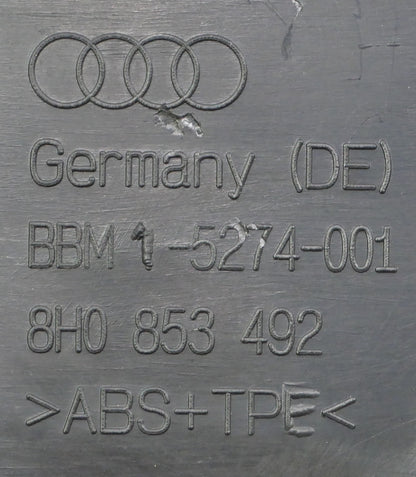 Germany (DE)
BBM 1-5274-001
8H0 853 492
>ABS+TPE<